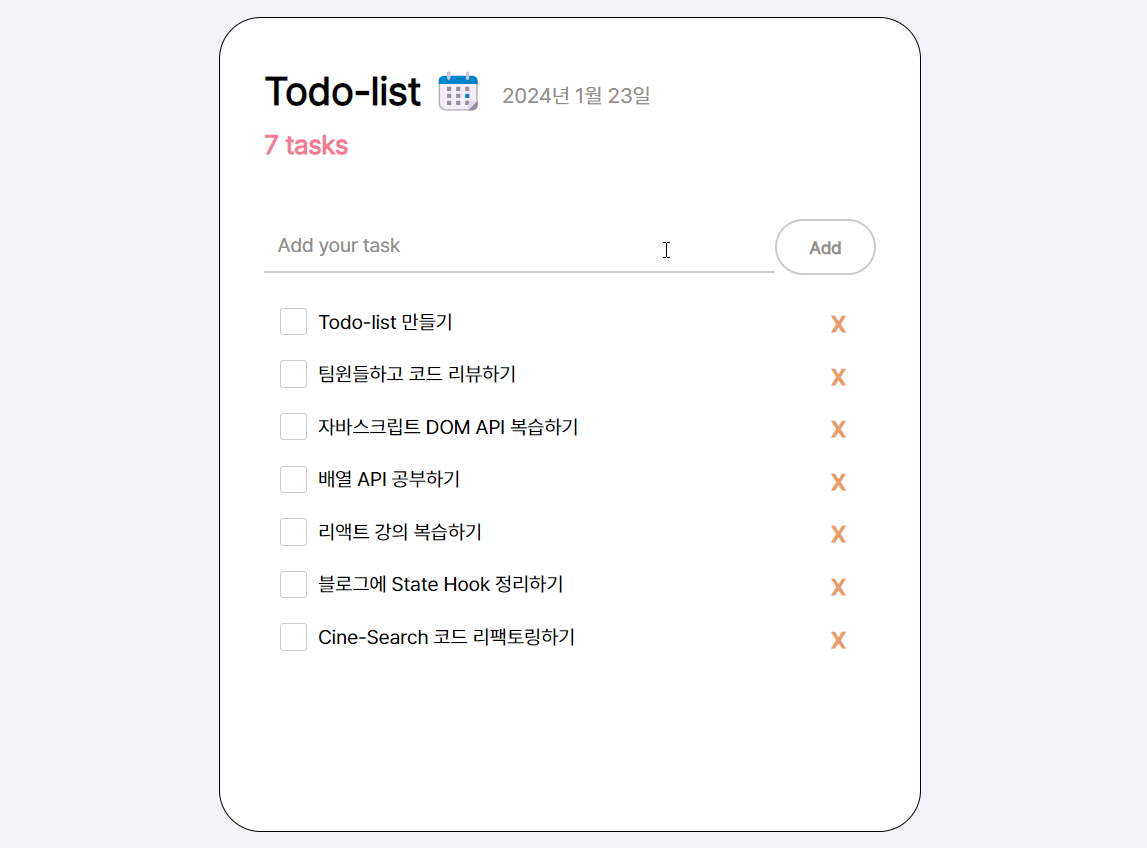 Todo-list 2024년 1월 23일
7 tasks
Add your task Add
Todo-list 만들기 X
팀원들하고 코드 리뷰하기 X
자바스크립트 DOM API 복습하기 X
배열 API 공부하기 X
리액트 강의 복습하기 X
블로그에 State Hook 정리하기 X
Cine-Search 코드 리팩토링하기 X